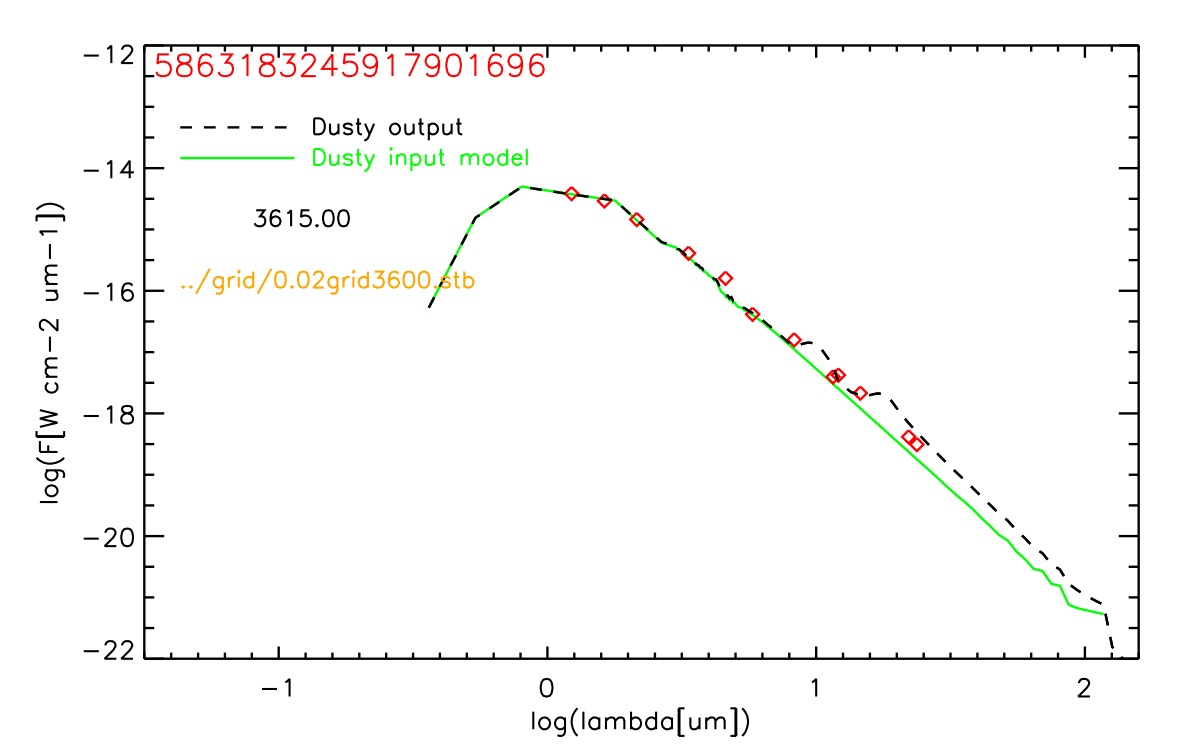 5863183245917901696
Dusty output
Dusty input model
3615.00
../grid/0.02grid3600.stb
−12
−14
−16
−18
−20
−22
log(F[W cm−2 um−1])
−1
0
1
2
log(lambda[um])